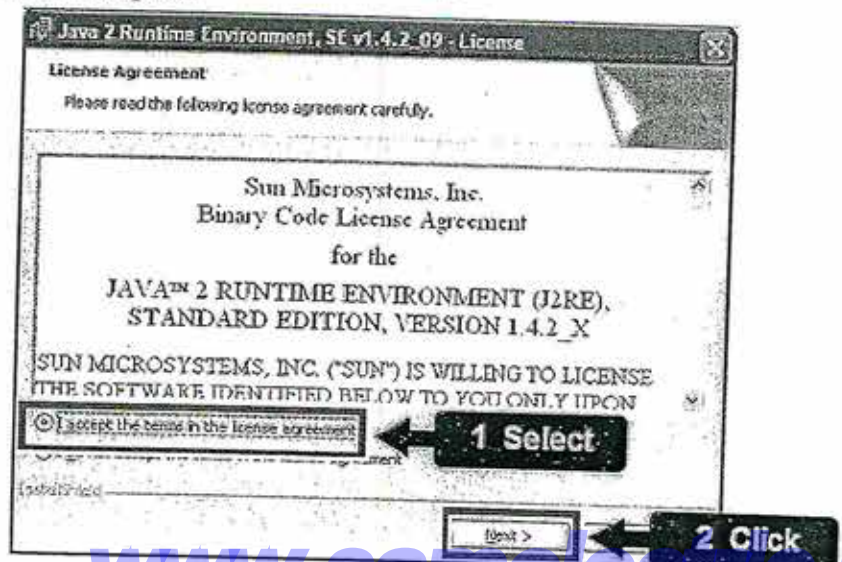 Java 2 Runtime Environment, SE v1.4.2_09 - License
License Agreement
Please read the following license agreement carefully.
Sun Microsystems, Inc.
Binary Code License Agreement
for the
JAVA™ 2 RUNTIME ENVIRONMENT (J2RE),
STANDARD EDITION, VERSION 1.4.2_X
SUN MICROSYSTEMS, INC. ("SUN") IS WILLING TO LICENSE
THE SOFTWARE IDENTIFIED BELOW TO YOU ONLY UPON
I accept the terms in the license agreement
1 Select
Next >
2 Click